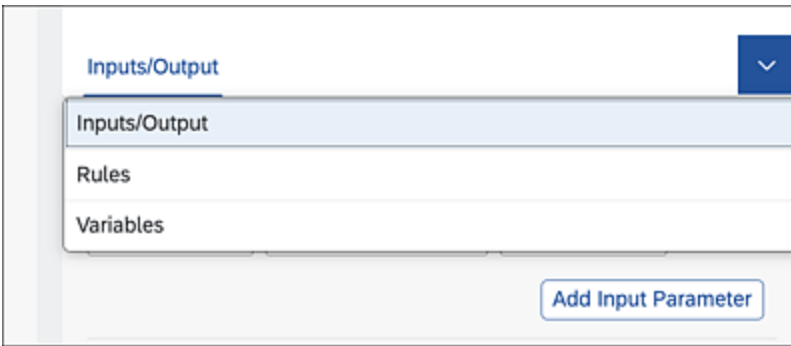 Inputs/Output
Inputs/Output
Rules
Variables
Add Input Parameter